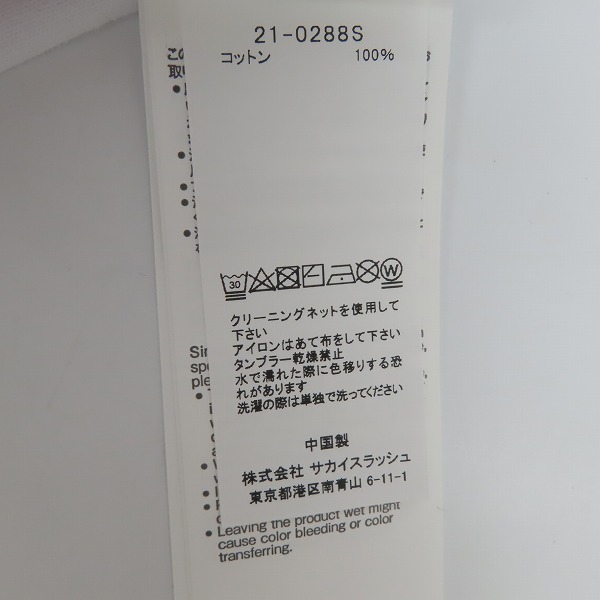 21-0288S
コットン 100%
30
W
クリーニングネットを使用して
下さい
アイロンはあて布をして下さい
タンブラー乾燥禁止
水で濡れた際に色移りする恐
れがあります
洗濯の際は単独で洗ってください
中国製
株式会社 サカイスラッシュ
東京都港区南青山 6-11-1
• Leaving the product wet might
cause color bleeding or color
transferring.